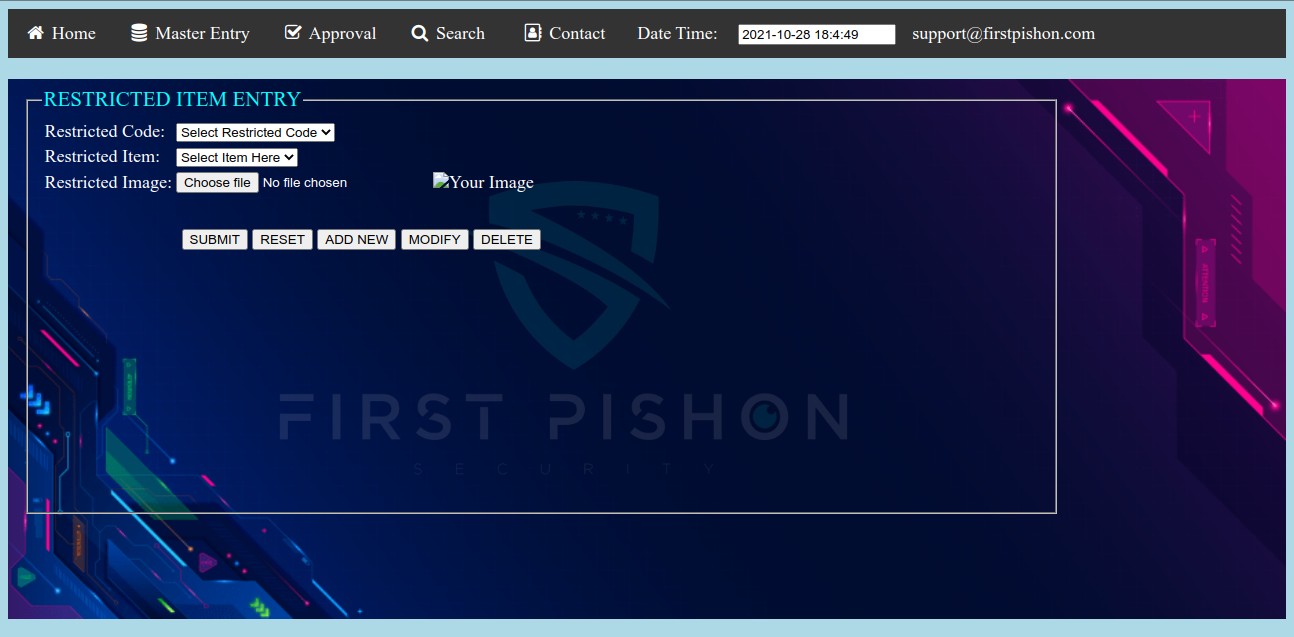 Home Master Entry Approval Search Contact Date Time: 2021-10-28 18:4:49 support@firstpishon.com
RESTRICTED ITEM ENTRY
Restricted Code: Select Restricted Code
Restricted Item: Select Item Here
Restricted Image: Choose file No file chosen Your Image
SUBMIT RESET ADD NEW MODIFY DELETE
ATTENTION
FIRST PISHON
SECURITY